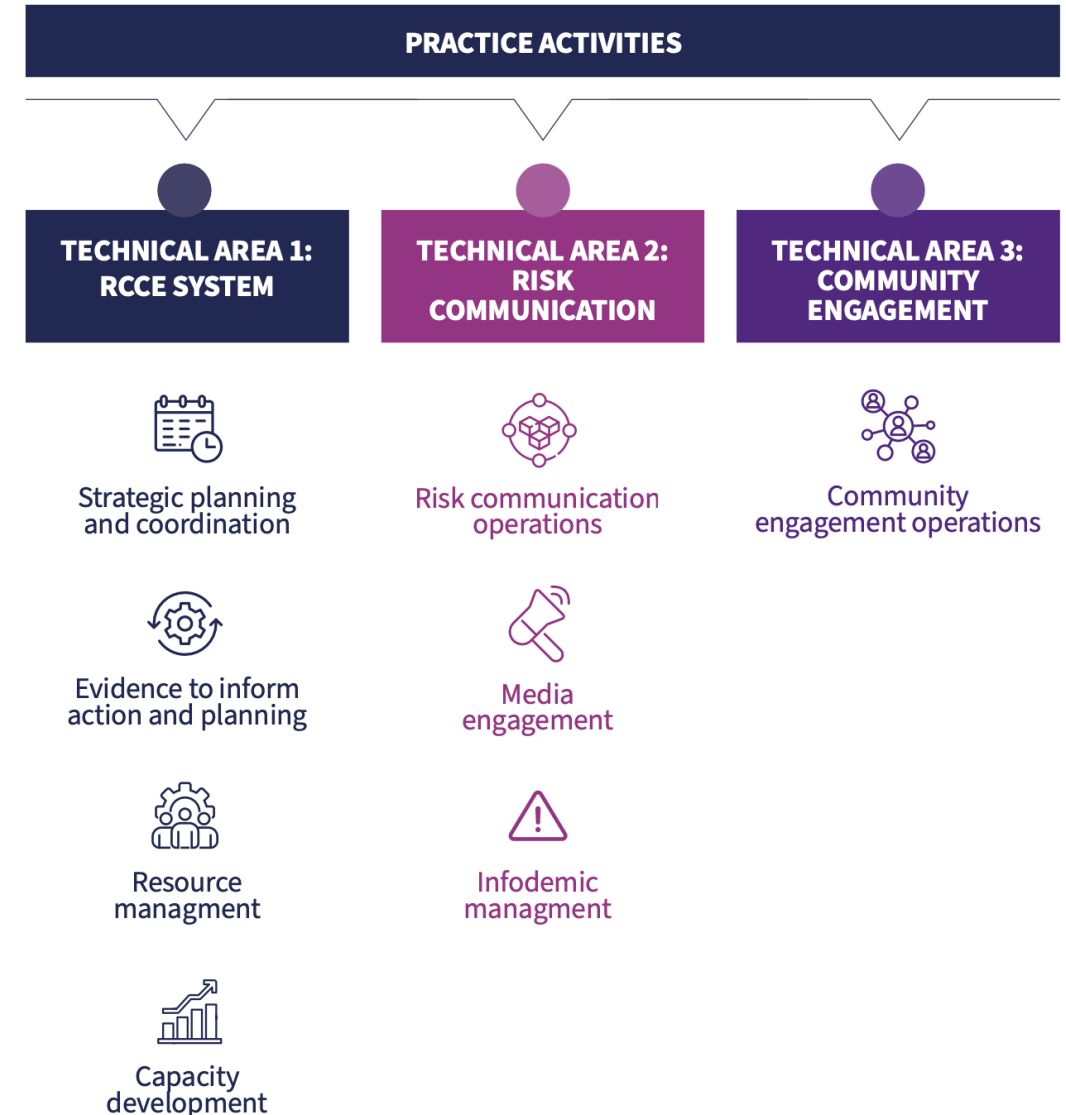 PRACTICE ACTIVITIES
TECHNICAL AREA 1:
RCCE SYSTEM
Strategic planning
and coordination
Evidence to inform
action and planning
Resource
managment
Capacity
development
TECHNICAL AREA 2:
RISK
COMMUNICATION
Risk communication
operations
Media
engagement
Infodemic
managment
TECHNICAL AREA 3:
COMMUNITY
ENGAGEMENT
Community
engagement operations